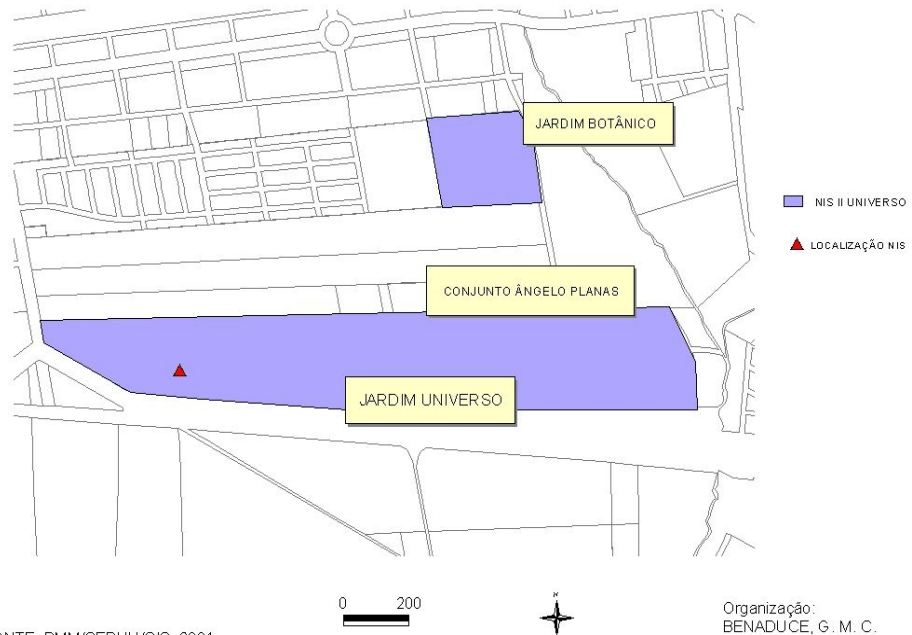 JARDIM BOTÂNICO
NIS II UNIVERSO
LOCALIZAÇÃO NIS
CONJUNTO ÂNGELO PLANAS
JARDIM UNIVERSO
0 200
N
Organização:
BENADUCE, G. M. C.